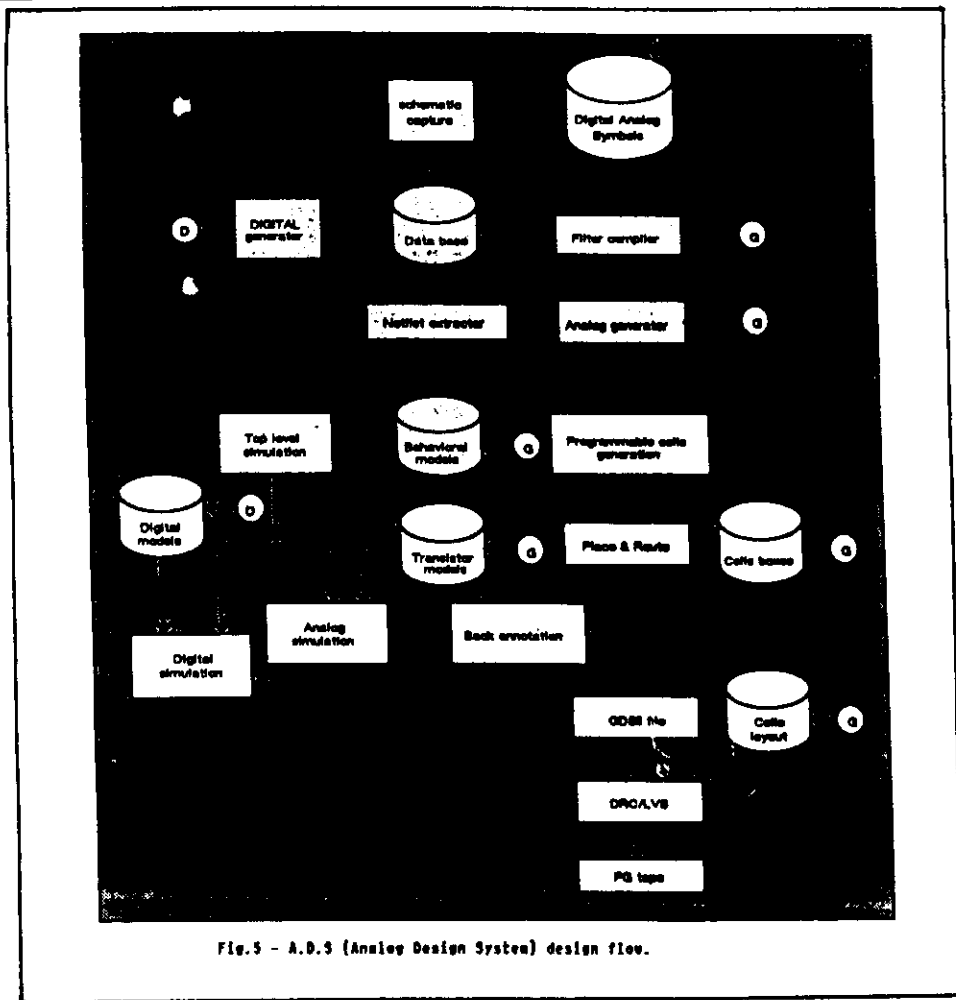 schematic
capture
Digital Analog
Symbols
D
DIGITAL
generator
Data base
Filter compiler
G
Netlist extractor
Analog generator
G
Top level
simulation
Behavioral
models
G
Programmable cells
generation
Digital
models
D
Transistor
models
G
Place & Route
Cells boxes
G
Digital
simulation
Analog
simulation
Back annotation
GDSII file
Cells
layout
G
DRC/LVS
PG tape
Fig.5 - A.D.S (Analog Design System) design flow.